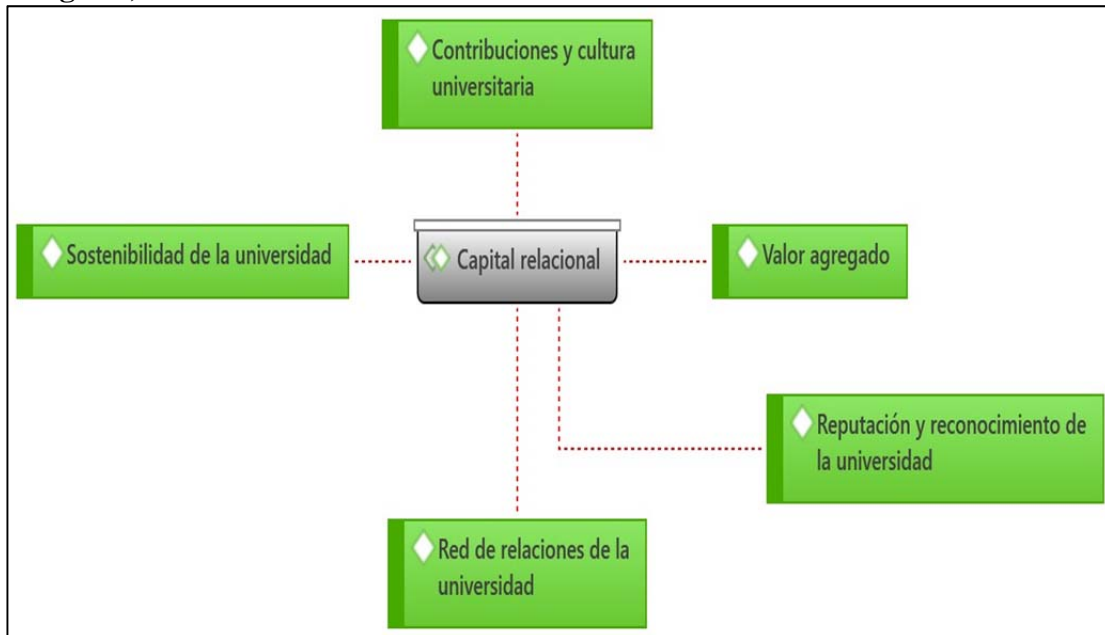 Contribuciones y cultura
universitaria
Sostenibilidad de la universidad
Capital relacional
Valor agregado
Reputación y reconocimiento de
la universidad
Red de relaciones de la
universidad